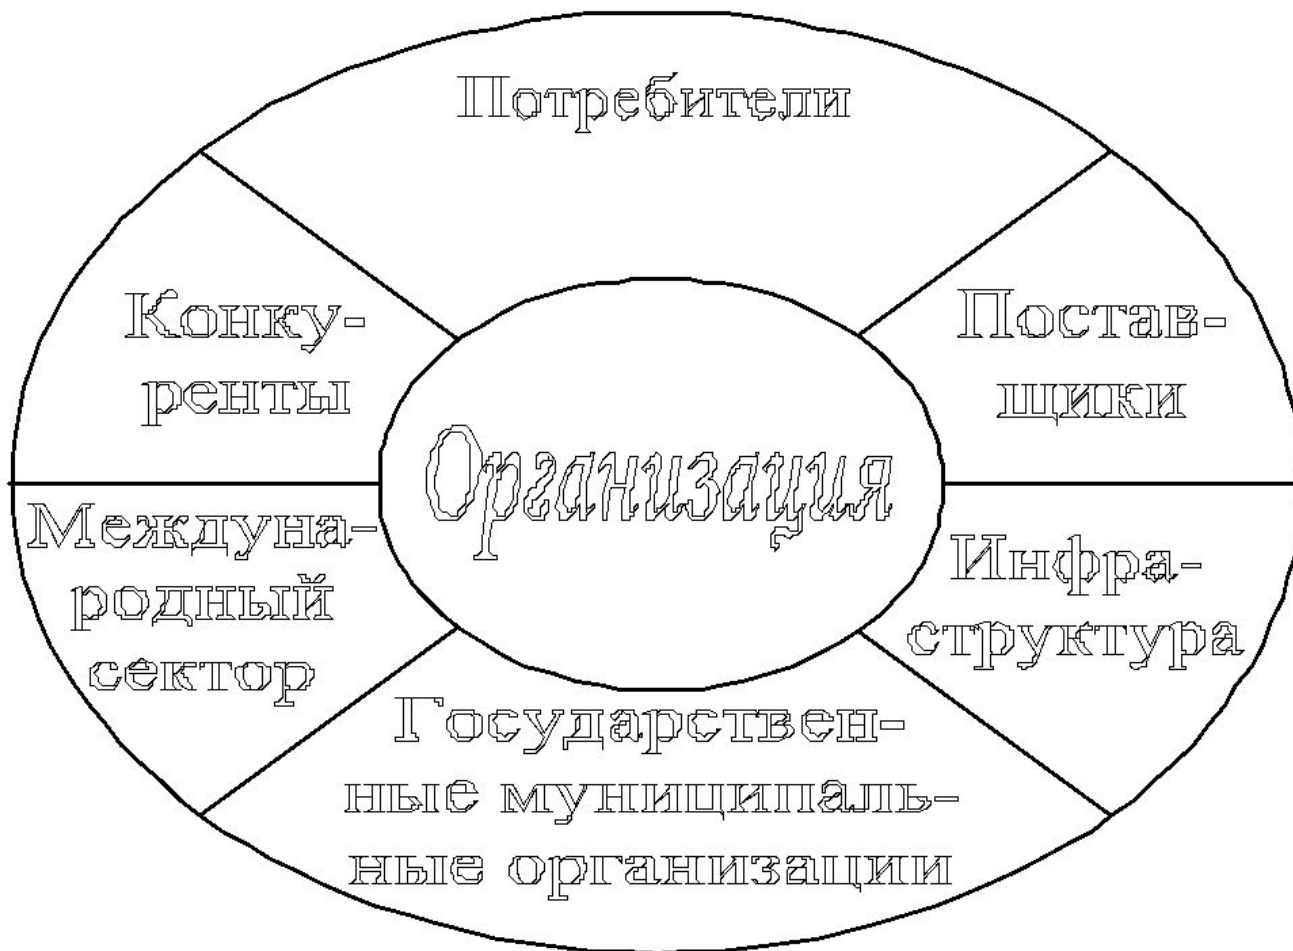 Потребители
Конку-
ренты
Постав-
щики
Организация
Междуна-
родный
сектор
Инфра-
структура
Государствен-
ные муниципаль-
ные организации